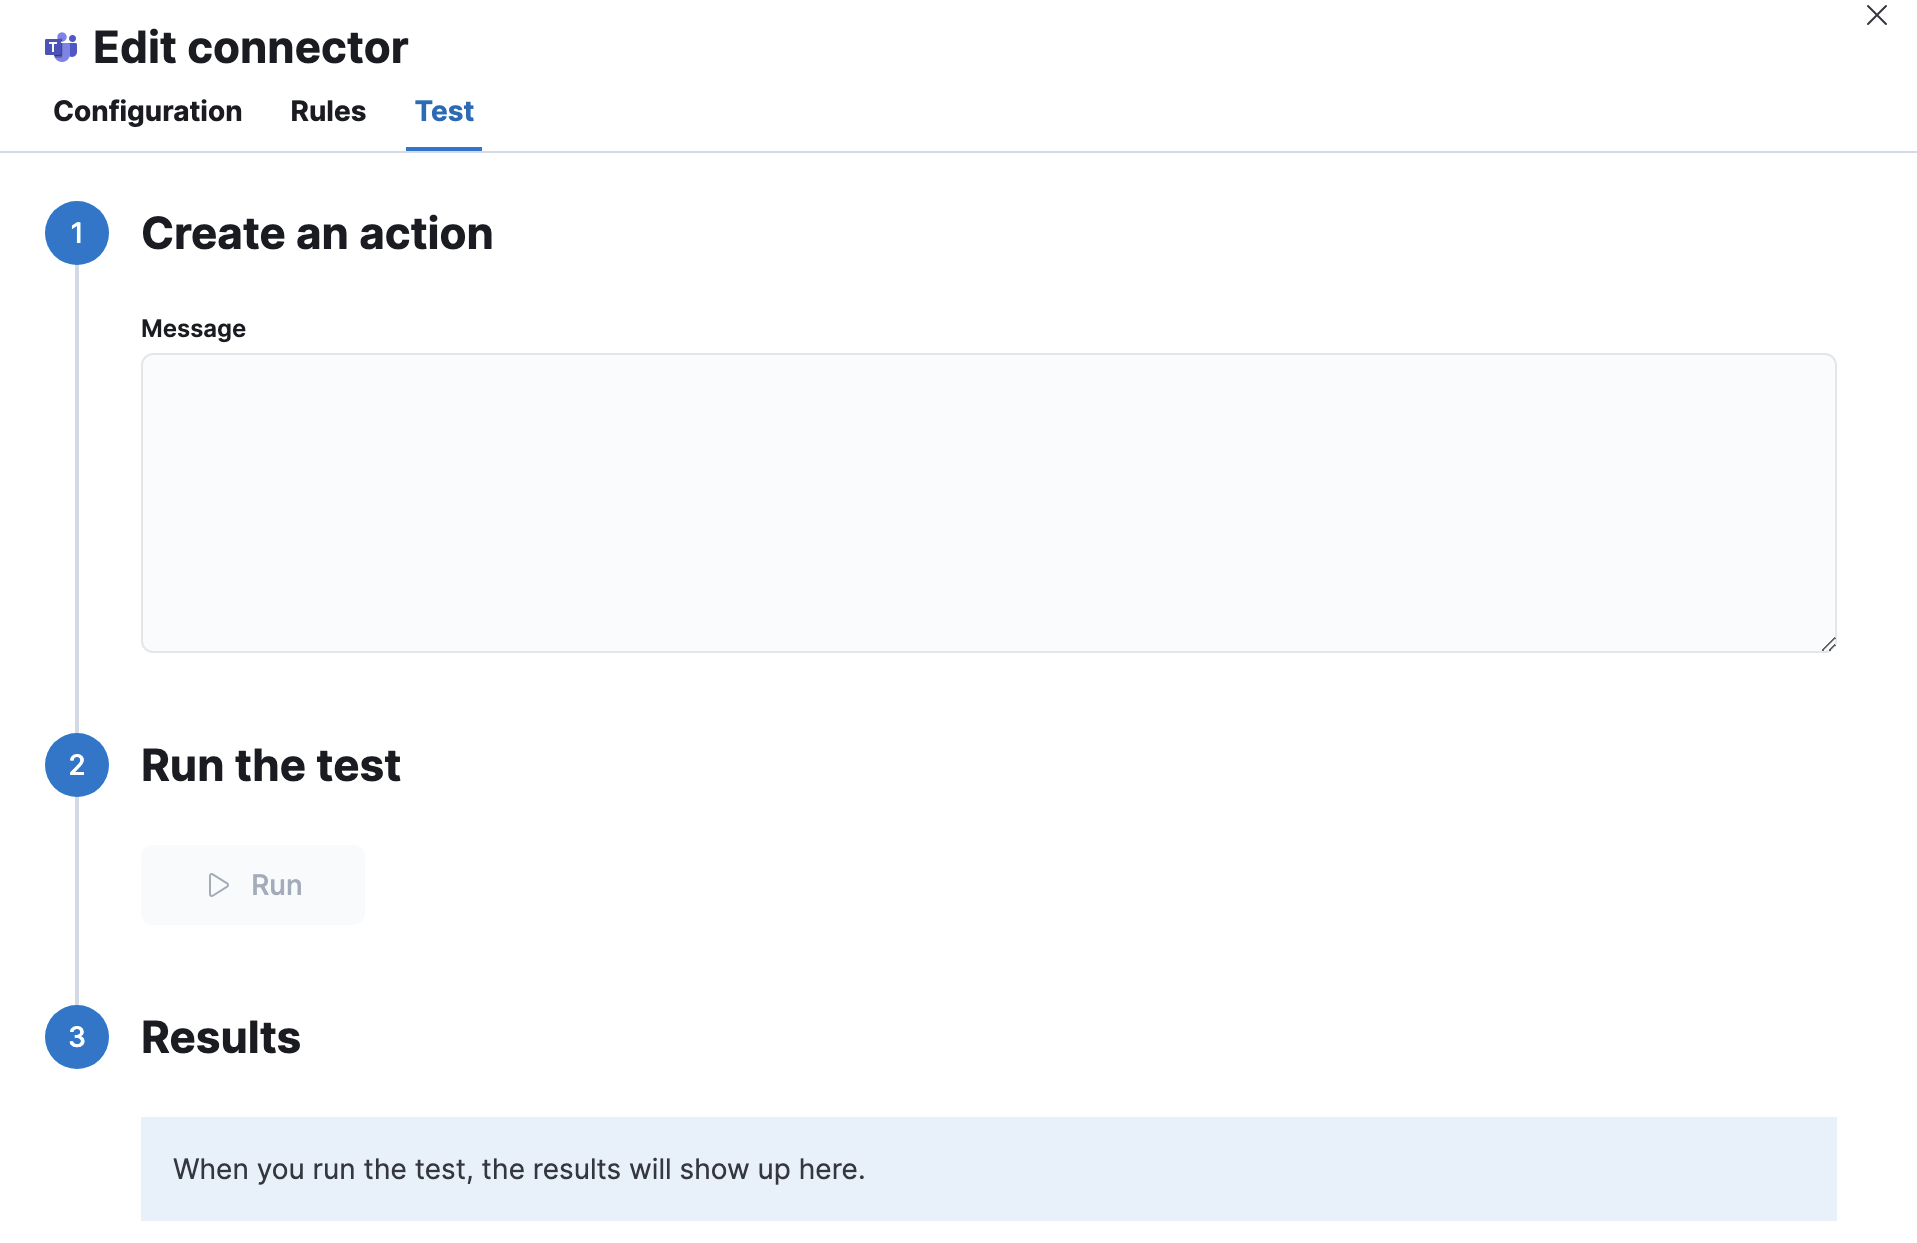 Edit connector
Configuration Rules Test
1 Create an action
Message
2 Run the test
Run
3 Results
When you run the test, the results will show up here.